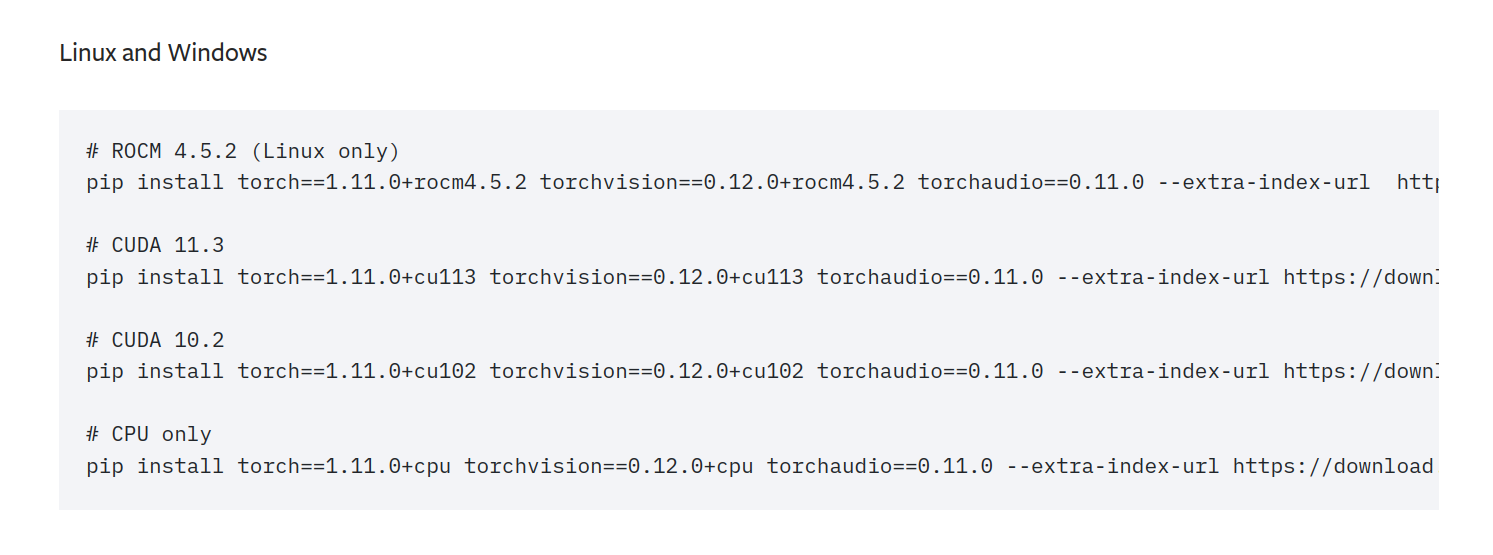 Linux and Windows
# ROCM 4.5.2 (Linux only)
pip install torch==1.11.0+rocm4.5.2 torchvision==0.12.0+rocm4.5.2 torchaudio==0.11.0 --extra-index-url  http
# CUDA 11.3
pip install torch==1.11.0+cu113 torchvision==0.12.0+cu113 torchaudio==0.11.0 --extra-index-url https://downl
# CUDA 10.2
pip install torch==1.11.0+cu102 torchvision==0.12.0+cu102 torchaudio==0.11.0 --extra-index-url https://downl
# CPU only
pip install torch==1.11.0+cpu torchvision==0.12.0+cpu torchaudio==0.11.0 --extra-index-url https://download